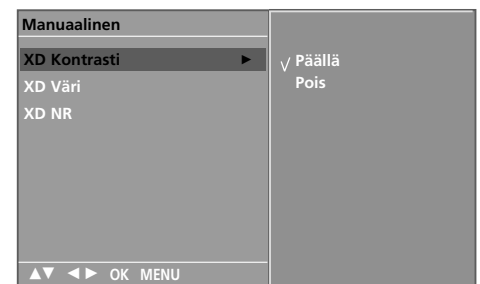 Manuaalinen
XD Kontrasti ►
XD Väri
XD NR
√ Päällä
Pois
▲▼ ◄► OK MENU